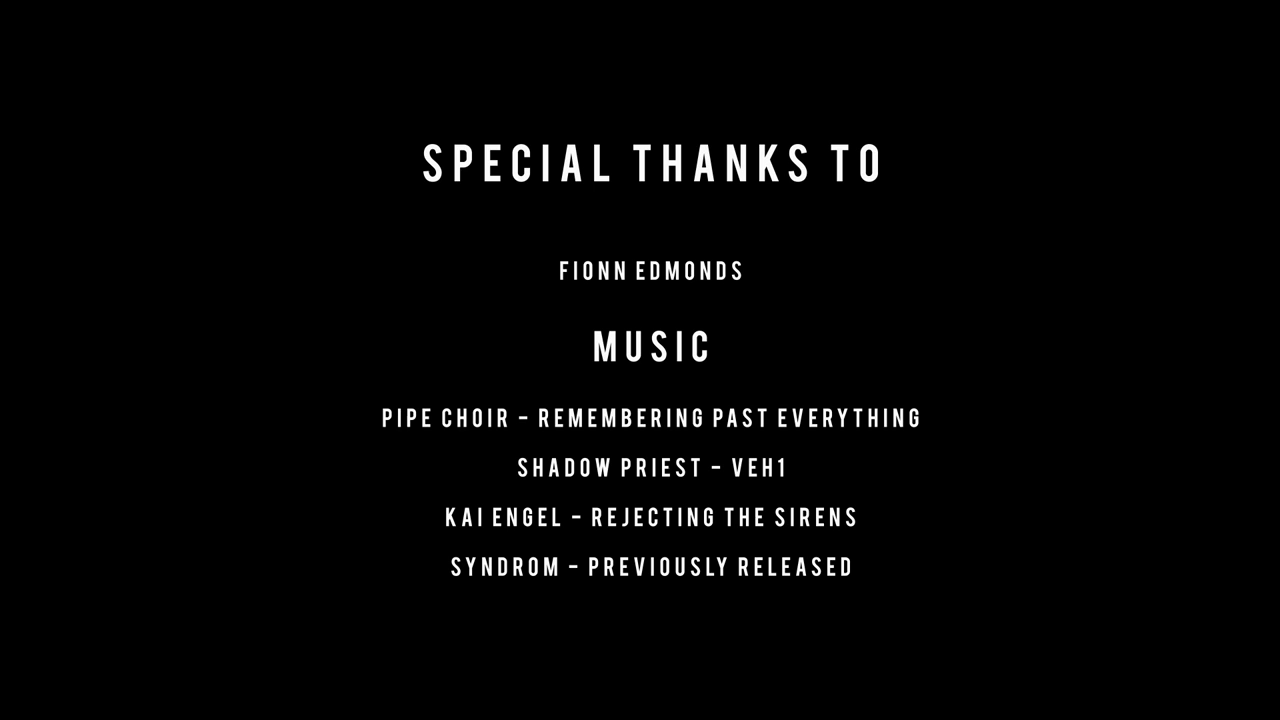 SPECIAL THANKS TO
FIONN EDMONDS
MUSIC
PIPE CHOIR - REMEMBERING PAST EVERYTHING
SHADOW PRIEST - VEH1
KAI ENGEL - REJECTING THE SIRENS
SYNDROM - PREVIOUSLY RELEASED